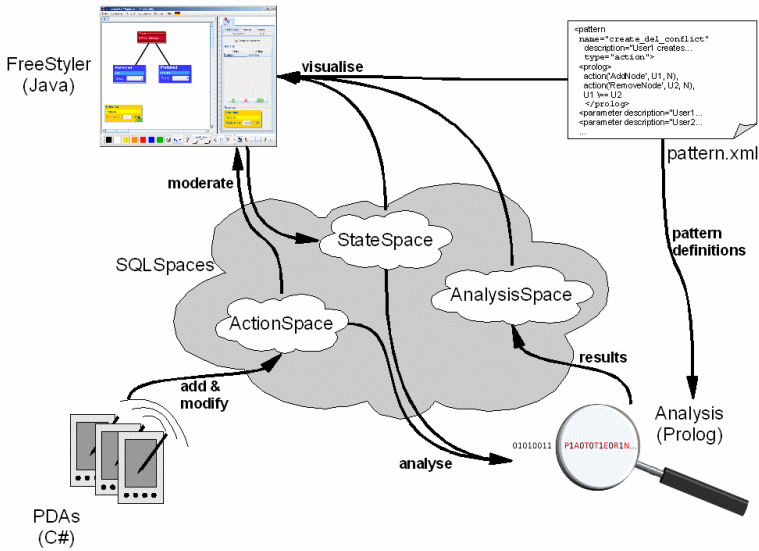 FreeStyler
(Java)
visualise
<pattern
name="create_del_conflict"
description="User1 creates...
type="action">
<prolog>
action('AddNode', U1, N),
action('RemoveNode', U2, N),
U1 \== U2
</prolog>
<parameter description="User1...
<parameter description="User2...
...
pattern.xml
moderate
StateSpace
SQLSpaces
pattern
definitions
AnalysisSpace
ActionSpace
results
add &
modify
Analysis
(Prolog)
01010011 P1A0T0T1E0R1N...
analyse
PDAs
(C#)